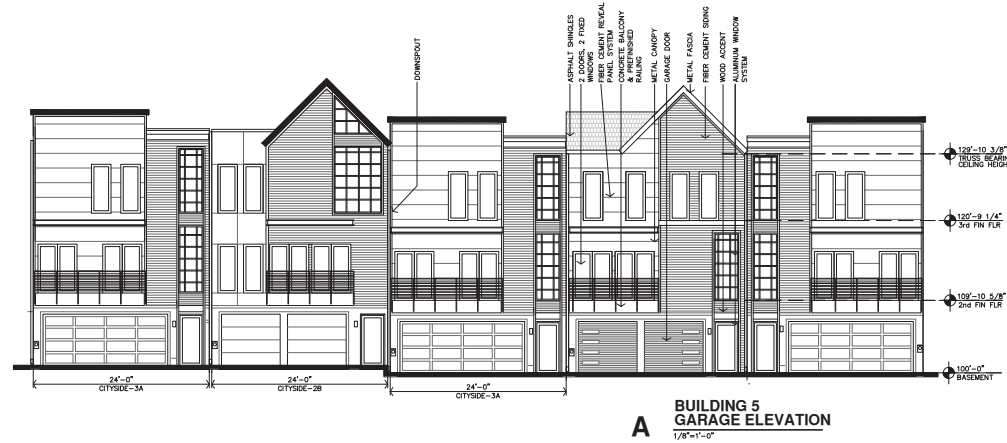 DOWNSPOUT
ASPHALT SHINGLES
2 DOORS, 2 FIXED
WINDOWS
FIBER CEMENT REVEAL
PANEL SYSTEM
CONCRETE BALCONY
& PREFINISHED
RAILING
METAL CANOPY
GARAGE DOOR
METAL FASCIA
FIBER CEMENT SIDING
WOOD ACCENT
ALUMINUM WINDOW
SYSTEM
129'-10 3/8"
TRUSS BEARI
CEILING HEIGH
120'-9 1/4"
3rd FIN FLR
109'-10 5/8"
2nd FIN FLR
100'-0"
BASEMENT
24'-0"
CITYSIDE-3A
24'-0"
CITYSIDE-2B
24'-0"
CITYSIDE-3A
A
BUILDING 5
GARAGE ELEVATION
1/8"=1'-0"